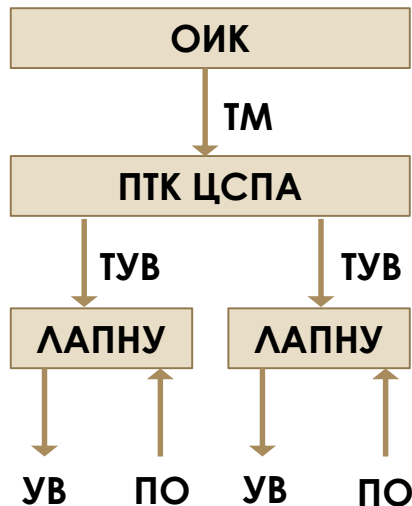 ОИК
ТМ
ПТК ЦСПА
ТУВ ТУВ
ЛАПНУ ЛАПНУ
УВ ПО УВ ПО